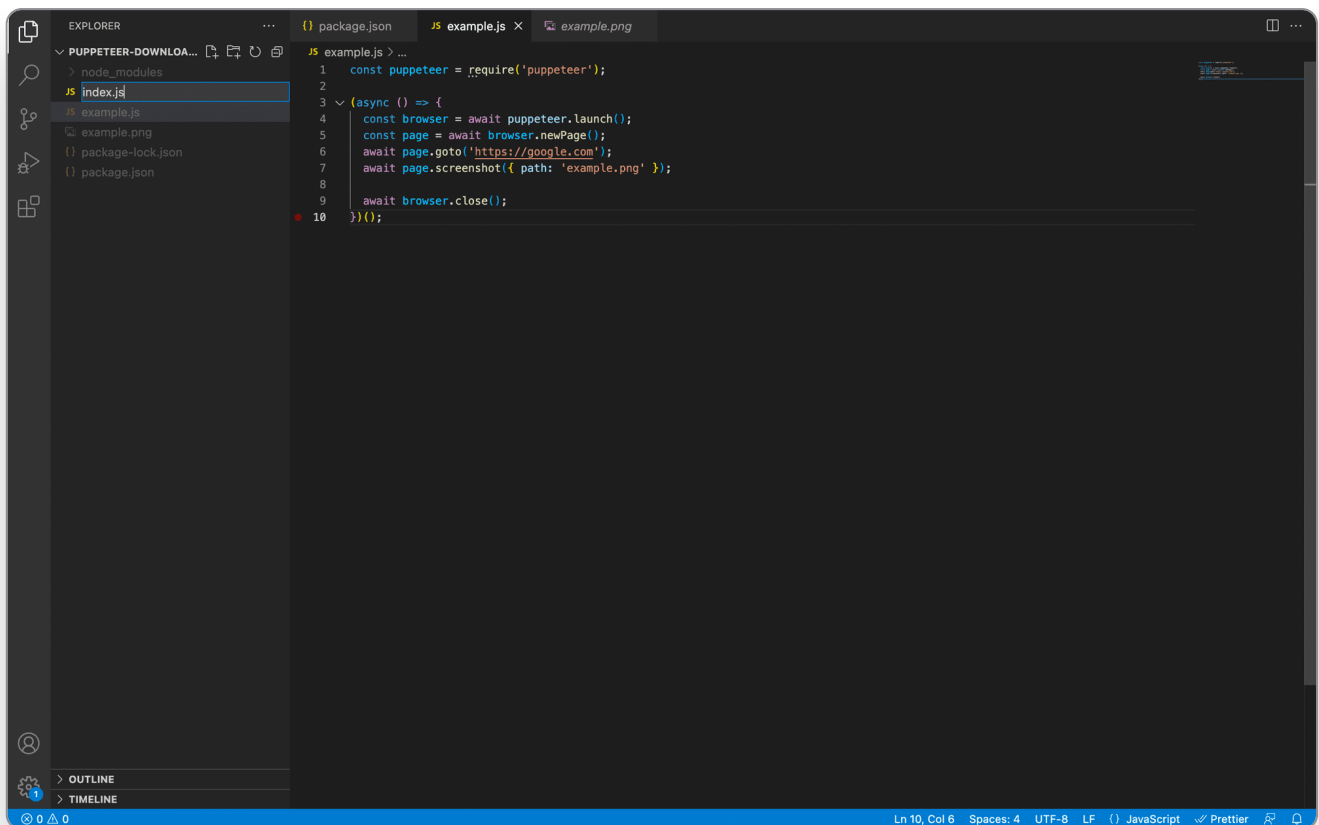 EXPLORER
PUPPETEER-DOWNLOA...
node_modules
JS index.js
JS example.js
example.png
{} package-lock.json
{} package.json
OUTLINE
TIMELINE
{} package.json
JS example.js
example.png
JS example.js > ...
1 const puppeteer = require('puppeteer');
2
3 (async () => {
4 const browser = await puppeteer.launch();
5 const page = await browser.newPage();
6 await page.goto('https://google.com');
7 await page.screenshot({ path: 'example.png' });
8
9 await browser.close();
10 })();
1
0 0
Ln 10, Col 6 Spaces: 4 UTF-8 LF {} JavaScript Prettier